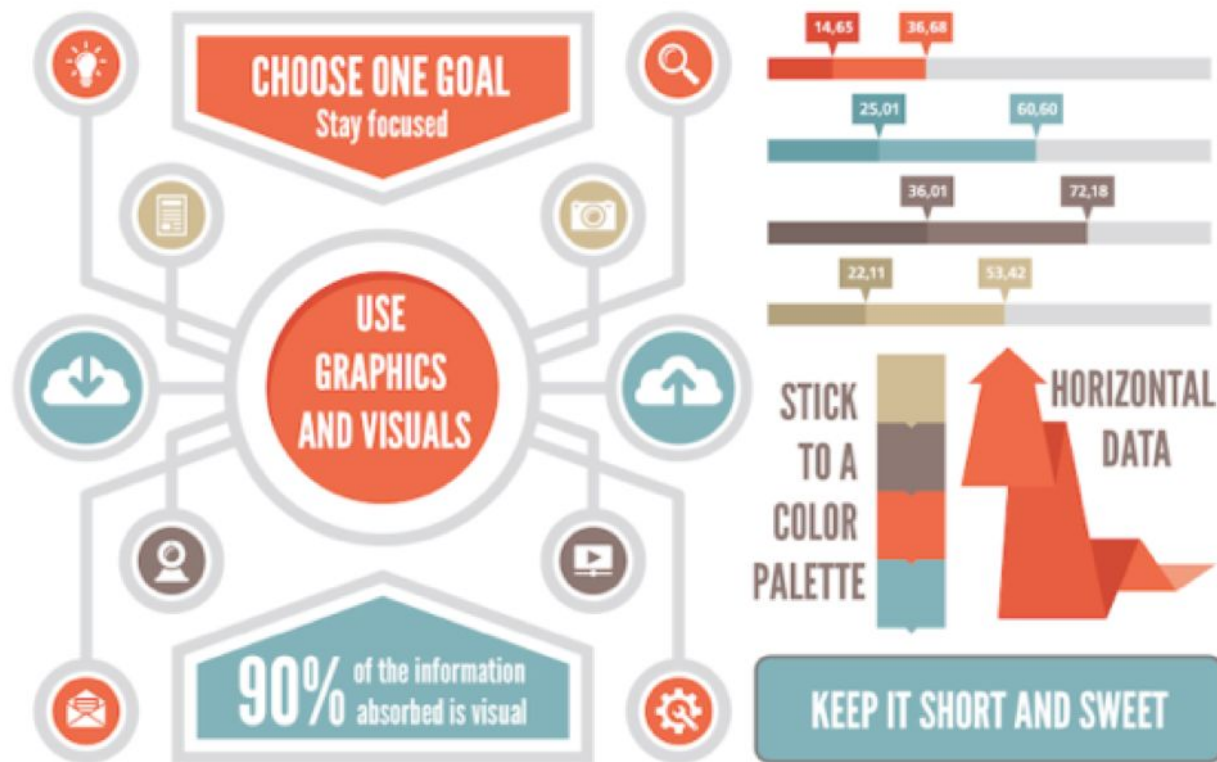 CHOOSE ONE GOAL
Stay focused
USE
GRAPHICS
AND VISUALS
90% of the information
absorbed is visual
14,65 36,68
25,01 60,60
36,01 72,18
22,11 53,42
STICK
TO A
COLOR
PALETTE
HORIZONTAL
DATA
KEEP IT SHORT AND SWEET